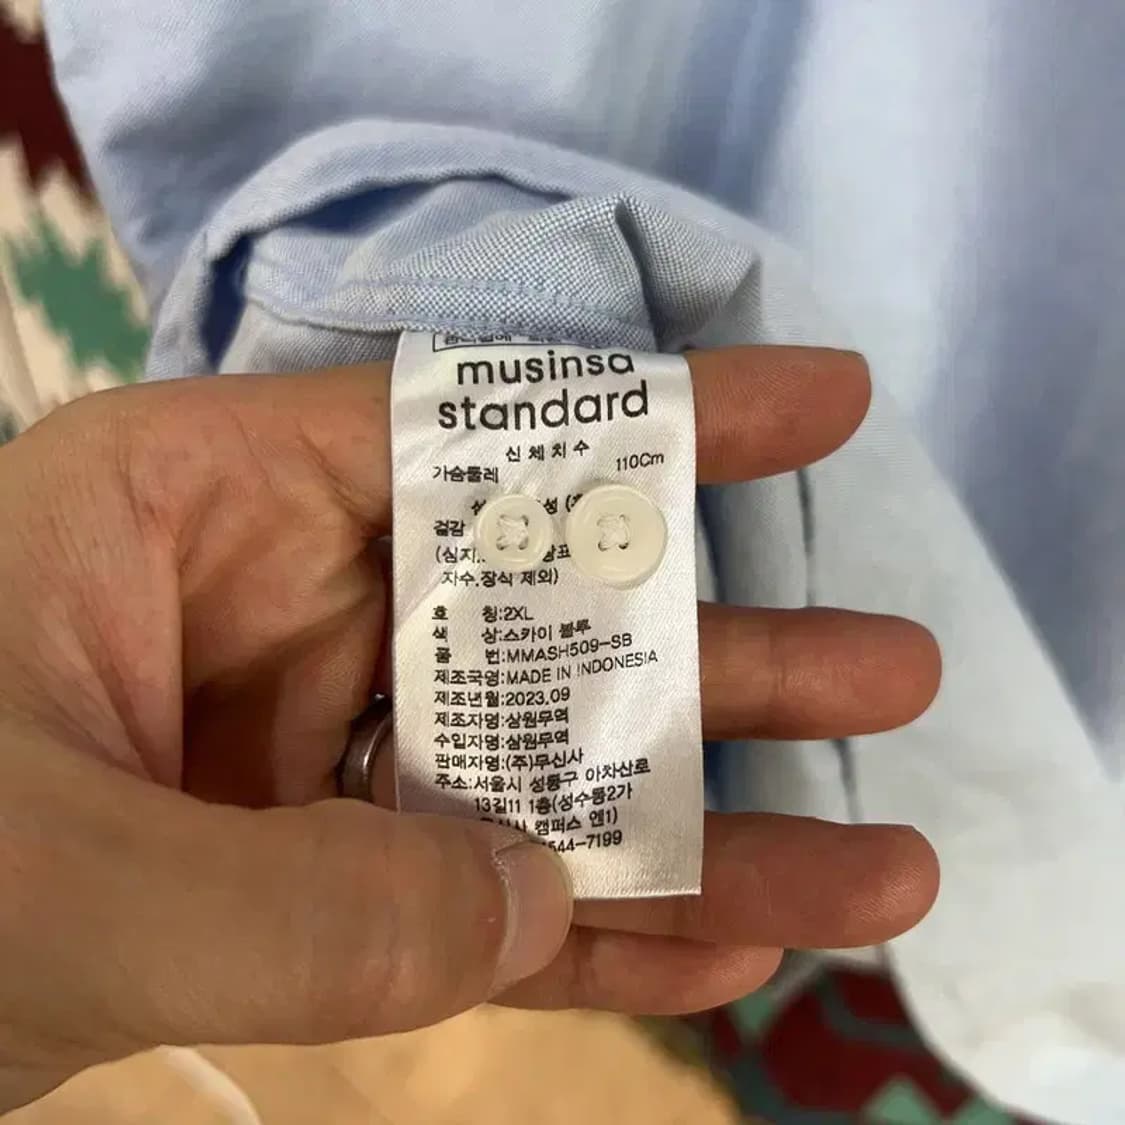 musinsa
standard
신체치수
가슴둘레 110Cm
겉감
자수.장식 제외)
호 칭:2XL
색 상:스카이 블루
품 번:MMASH509-SB
제조국명:MADE IN INDONESIA
제조년월:2023.09
제조자명:상원무역
수입자명:상원무역
판매자명:(주)무신사
주소:서울시 성동구 아차산로
13길11 1층(성수동2가
캠퍼스 엔1)
544-7199